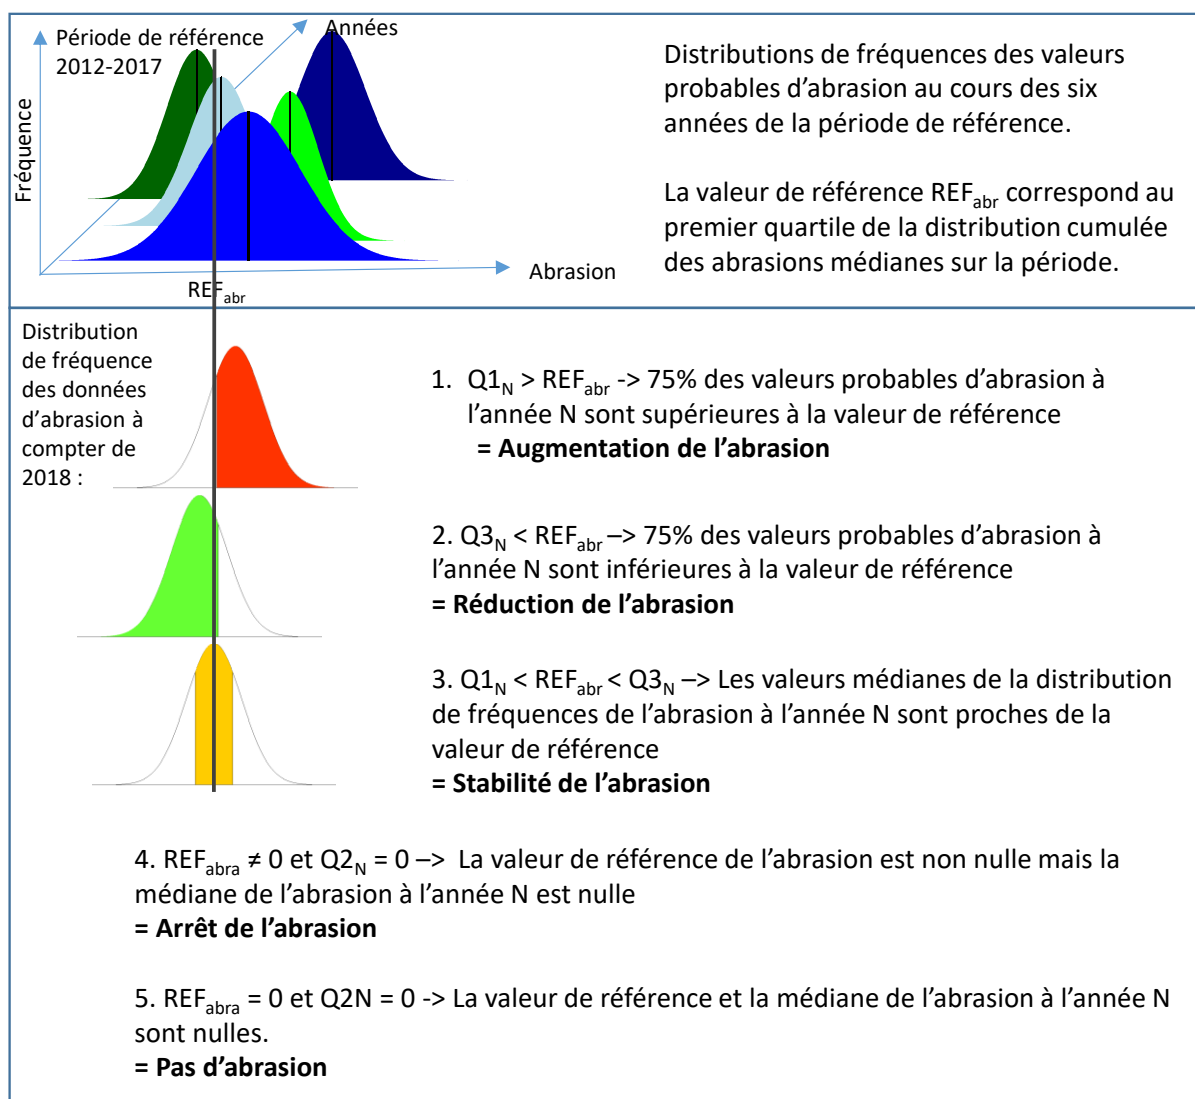 Période de référence
2012-2017
Années
Fréquence
Abrasion
REFabr
Distributions de fréquences des valeurs
probables d’abrasion au cours des six
années de la période de référence.
La valeur de référence REFabr correspond au
premier quartile de la distribution cumulée
des abrasions médianes sur la période.
Distribution
de fréquence
des données
d’abrasion à
compter de
2018 :
1. Q1N > REFabr -> 75% des valeurs probables d’abrasion à
l’année N sont supérieures à la valeur de référence
= Augmentation de l’abrasion
2. Q3N < REFabr –> 75% des valeurs probables d’abrasion à
l’année N sont inférieures à la valeur de référence
= Réduction de l’abrasion
3. Q1N < REFabr < Q3N –> Les valeurs médianes de la distribution
de fréquences de l’abrasion à l’année N sont proches de la
valeur de référence
= Stabilité de l’abrasion
4. REFabra ≠ 0 et Q2N = 0 –> La valeur de référence de l’abrasion est non nulle mais la
médiane de l’abrasion à l’année N est nulle
= Arrêt de l’abrasion
5. REFabra = 0 et Q2N = 0 -> La valeur de référence et la médiane de l’abrasion à l’année N
sont nulles.
= Pas d’abrasion